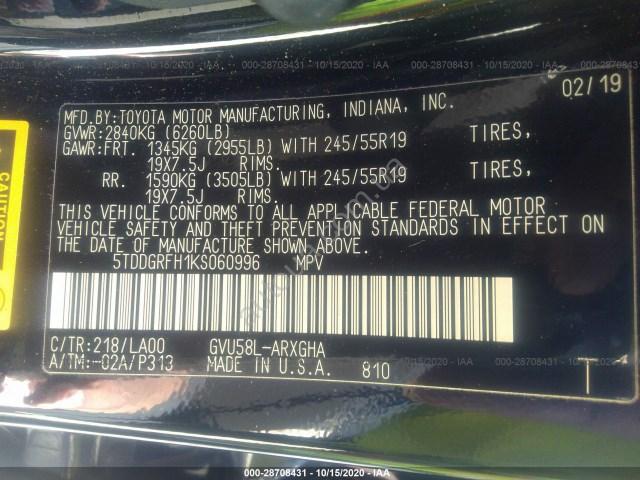 000-28708431 - 10/15/2020 - IAA
02/19
MFD.BY:TOYOTA MOTOR MANUFACTURING, INDIANA, INC.
GVWR:2840KG (6260LB)
GAWR:FRT. 1345KG (2955LB) WITH 245/55R19 TIRES,
19X7.5J RIMS.
RR. 1590KG (3505LB) WITH 245/55R19 TIRES,
19X7.5J RIMS.
THIS VEHICLE CONFORMS TO ALL APPLICABLE FEDERAL MOTOR
VEHICLE SAFETY AND THEFT PREVENTION STANDARDS IN EFFECT ON
THE DATE OF MANUFACTURE SHOWN ABOVE.
5TDDGRFH1KS060996 MPV
C/TR:218/LA00 GVU58L-ARXGHA
A/TM:-02A/P313 MADE IN U.S.A. 810
T
CAUTION
000-28708431 - 10/15/2020 - IAA